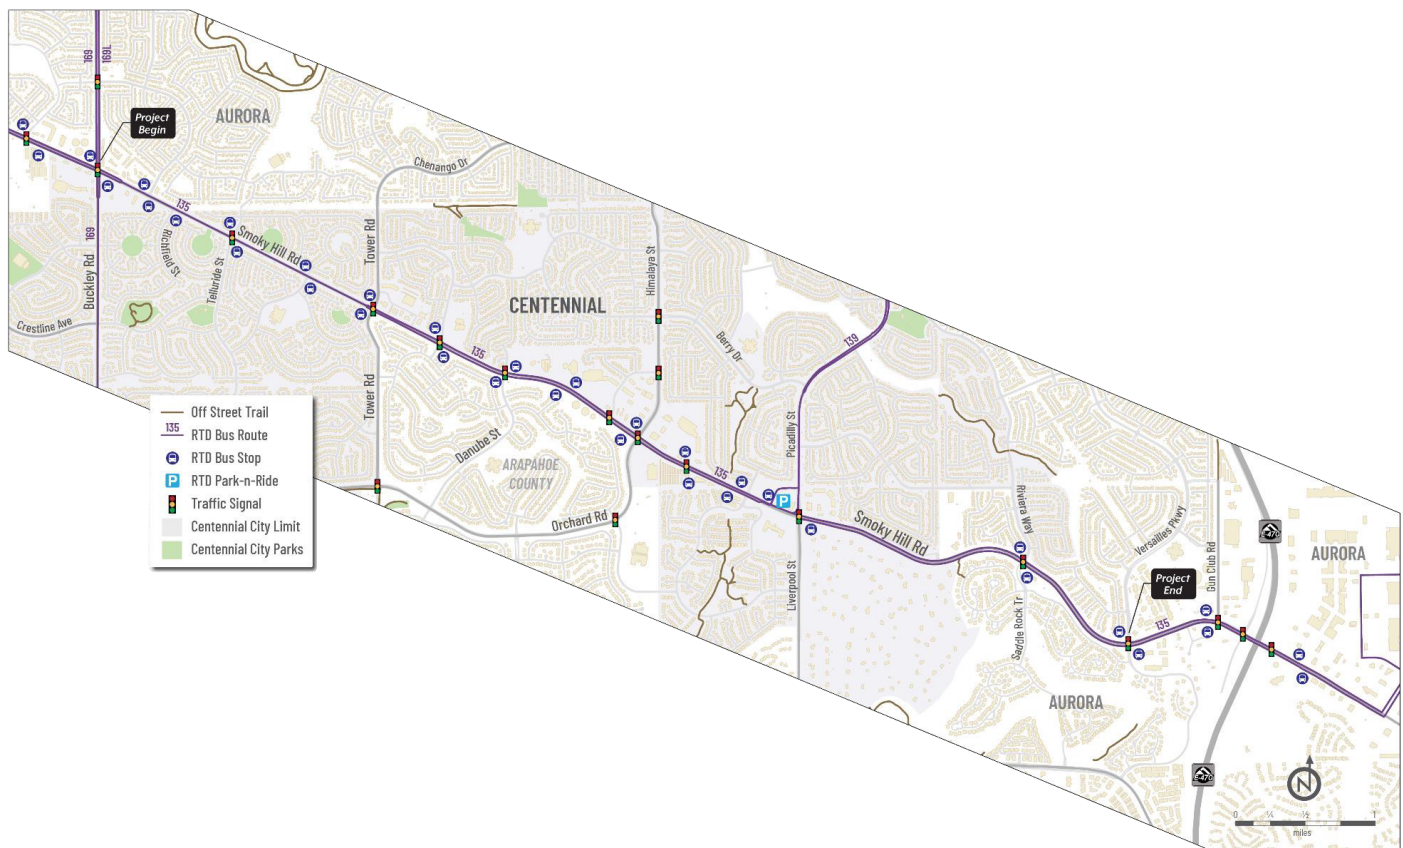 169
169L
Project
Begin
AURORA
Chenango Dr
135
169
Buckley Rd
Richfield St
Telluride St
Smoky Hill Rd
Tower Rd
Himalaya St
CENTENNIAL
Crestline Ave
Berry Dr
139
135
Tower Rd
Picadilly St
Danube St
ARAPAHOE
COUNTY
135
P
Orchard Rd
Smoky Hill Rd
Riviera Way
Versailles Pkwy
Gun Club Rd
E-470
AURORA
Liverpool St
Project
End
Saddle Rock Tr
135
AURORA
E-470
Off Street Trail
135
RTD Bus Route
RTD Bus Stop
P
RTD Park-n-Ride
Traffic Signal
Centennial City Limit
Centennial City Parks
N
0 ¼ ½ 1
miles